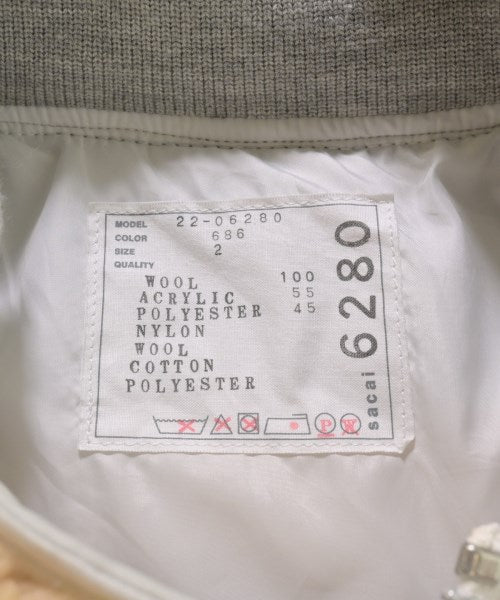 MODEL 22-06280
COLOR 686
SIZE 2
QUALITY
WOOL 100
ACRYLIC 55
POLYESTER 45
NYLON
WOOL
COTTON
POLYESTER
sacai 6280
P W